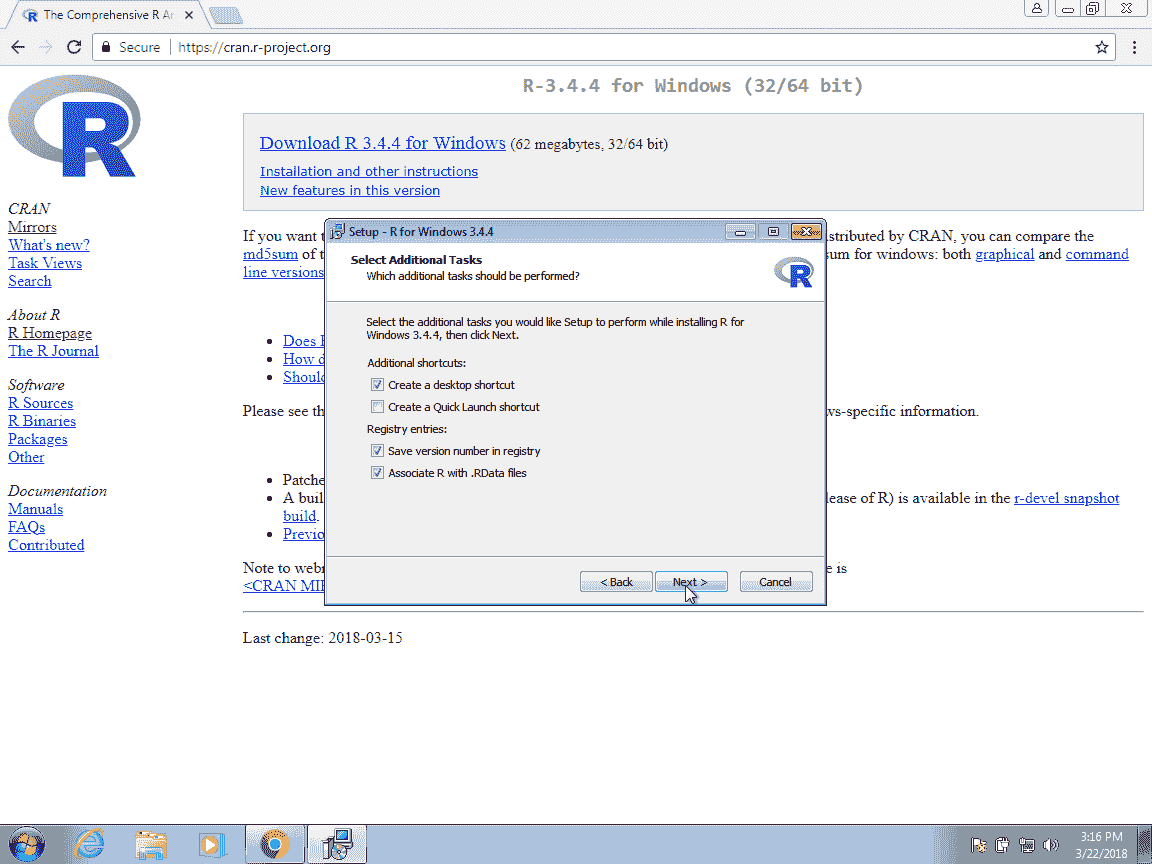 The Comprehensive R Ar
Secure
https://cran.r-project.org
R
CRAN
Mirrors
What's new?
Task Views
Search
About R
R Homepage
The R Journal
Software
R Sources
R Binaries
Packages
Other
Documentation
Manuals
FAQs
Contributed
R-3.4.4 for Windows (32/64 bit)
Download R 3.4.4 for Windows (62 megabytes, 32/64 bit)
Installation and other instructions
New features in this version
If you want stributed by CRAN, you can compare the
md5sum of sum for windows: both graphical and command
line versions
Does
How
Should
Please see ws-specific information.
A lease of R) is available in the r-devel snapshot
build.
Note to is
<CRAN
Last change: 2018-03-15
Setup - R for Windows 3.4.4
Select Additional Tasks
Which additional tasks should be performed?
R
Select the additional tasks you would like Setup to perform while installing R for
Windows 3.4.4, then click Next.
Additional shortcuts:
Create a desktop shortcut
Create a Quick Launch shortcut
Registry entries:
Save version number in registry
Associate R with .RData files
< Back
Next >
Cancel
3:16 PM
3/22/2018